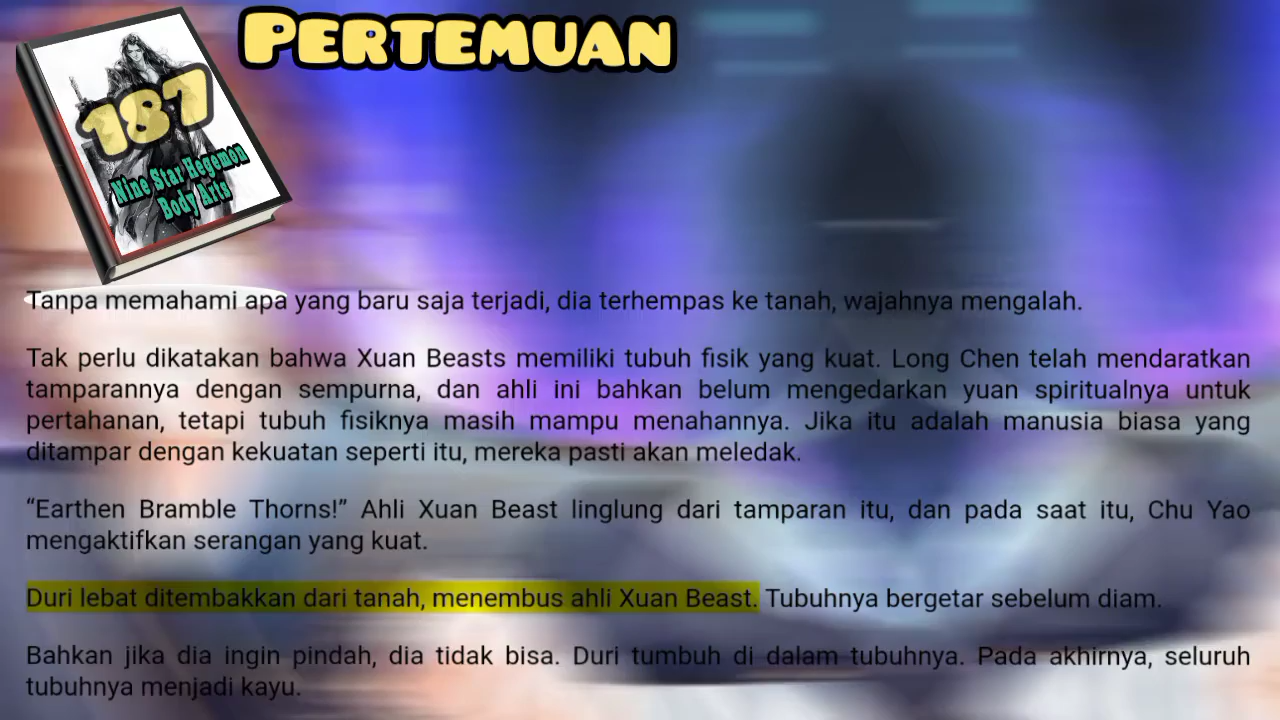 PERTEMUAN
187
Nine Star Hegemon
Body Arts
Tanpa memahami apa yang baru saja terjadi, dia terhempas ke tanah, wajahnya mengalah.
Tak perlu dikatakan bahwa Xuan Beasts memiliki tubuh fisik yang kuat. Long Chen telah mendaratkan
tamparannya dengan sempurna, dan ahli ini bahkan belum mengedarkan yuan spiritualnya untuk
pertahanan, tetapi tubuh fisiknya masih mampu menahannya. Jika itu adalah manusia biasa yang
ditampar dengan kekuatan seperti itu, mereka pasti akan meledak.
“Earthen Bramble Thorns!” Ahli Xuan Beast linglung dari tamparan itu, dan pada saat itu, Chu Yao
mengaktifkan serangan yang kuat.
Duri lebat ditembakkan dari tanah, menembus ahli Xuan Beast. Tubuhnya bergetar sebelum diam.
Bahkan jika dia ingin pindah, dia tidak bisa. Duri tumbuh di dalam tubuhnya. Pada akhirnya, seluruh
tubuhnya menjadi kayu.